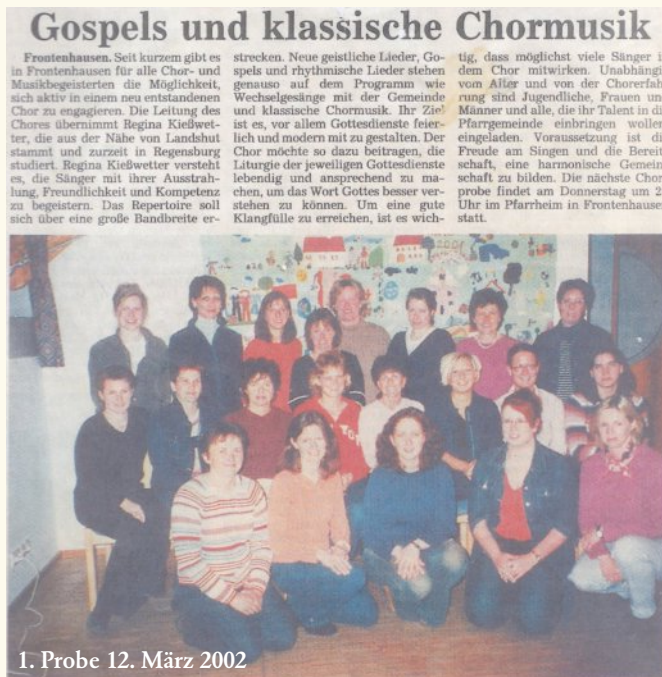 Gospels und klassische Chormusik
Frontenhausen. Seit kurzem gibt es
in Frontenhausen für alle Chor- und
Musikbegeisterten die Möglichkeit,
sich aktiv in einem neu entstandenen
Chor zu engagieren. Die Leitung des
Chores übernimmt Regina Kießwet-
ter, die aus der Nähe von Landshut
stammt und zurzeit in Regensburg
studiert. Regina Kießwetter versteht
es, die Sänger mit ihrer Ausstrah-
lung, Freundlichkeit und Kompetenz
zu begeistern. Das Repertoire soll
sich über eine große Bandbreite er-
strecken. Neue geistliche Lieder, Go-
spels und rhythmische Lieder stehen
genauso auf dem Programm wie
Wechselgesänge mit der Gemeinde
und klassische Chormusik. Ihr Ziel
ist es, vor allem Gottesdienste feier-
lich und modern mit zu gestalten. Der
Chor möchte so dazu beitragen, die
Liturgie der jeweiligen Gottesdienste
lebendig und ansprechend zu ma-
chen, um das Wort Gottes besser ver-
stehen zu können. Um eine gute
Klangfülle zu erreichen, ist es wich-
tig, dass möglichst viele Sänger i
dem Chor mitwirken. Unabhängi
von Alter und von der Chorerfah
rung sind Jugendliche, Frauen un
Männer und alle, die ihr Talent in di
Pfarrgemeinde einbringen wollen
eingeladen. Voraussetzung ist di
Freude am Singen und die Bereit
schaft, eine harmonische Gemein
schaft zu bilden. Die nächste Chor
probe findet am Donnerstag um 2
Uhr im Pfarrheim in Frontenhause
statt.
1. Probe 12. März 2002